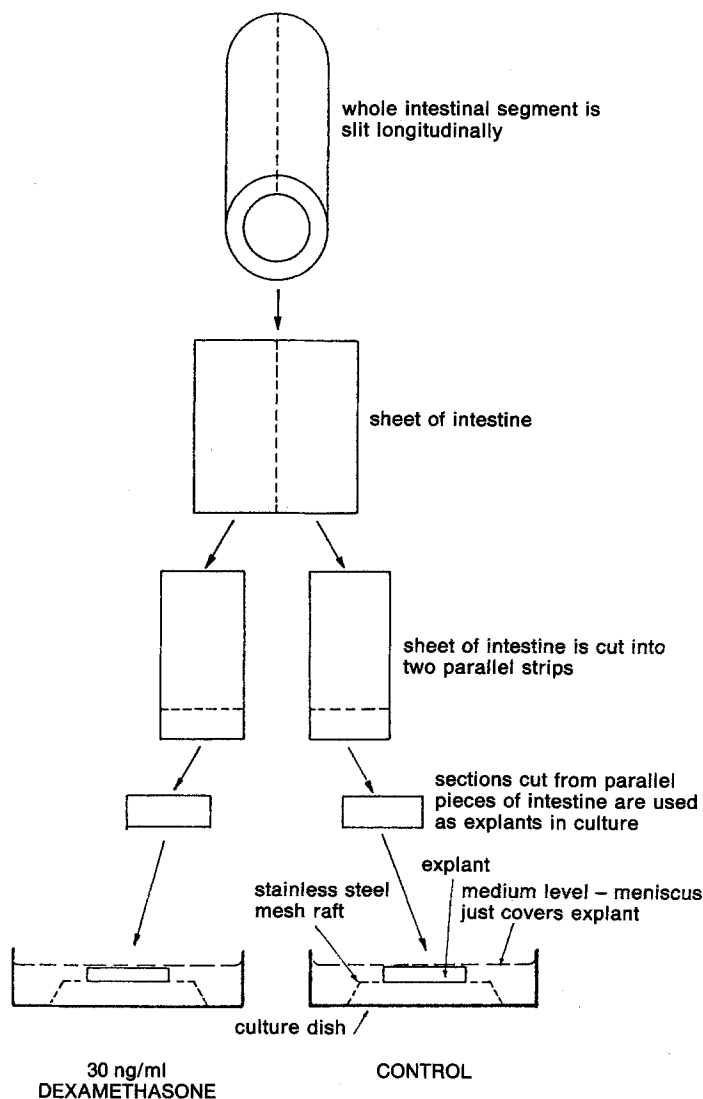 whole intestinal segment is
slit longitudinally
sheet of intestine
sheet of intestine is cut into
two parallel strips
sections cut from parallel
pieces of intestine are used
as explants in culture
explant
stainless steel
mesh raft
medium level – meniscus
just covers explant
culture dish
30 ng/ml
DEXAMETHASONE
CONTROL